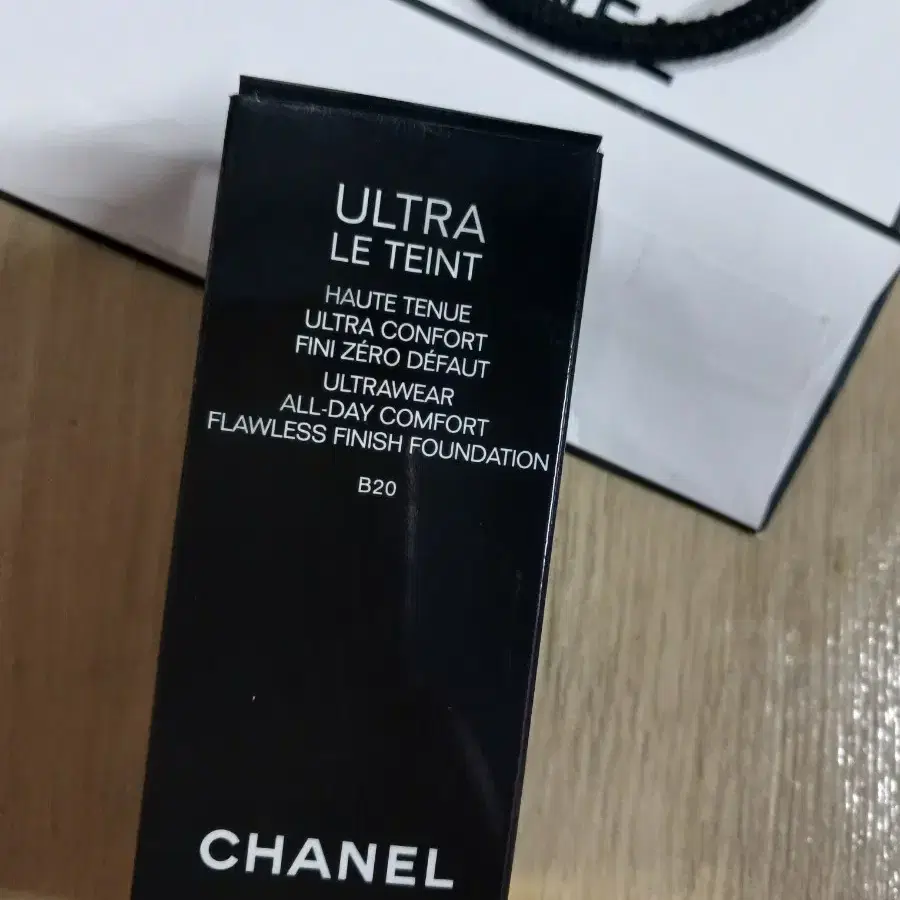 ULTRA
LE TEINT
HAUTE TENUE
ULTRA CONFORT
FINI ZÉRO DÉFAUT
ULTRAWEAR
ALL-DAY COMFORT
FLAWLESS FINISH FOUNDATION
B20
CHANEL